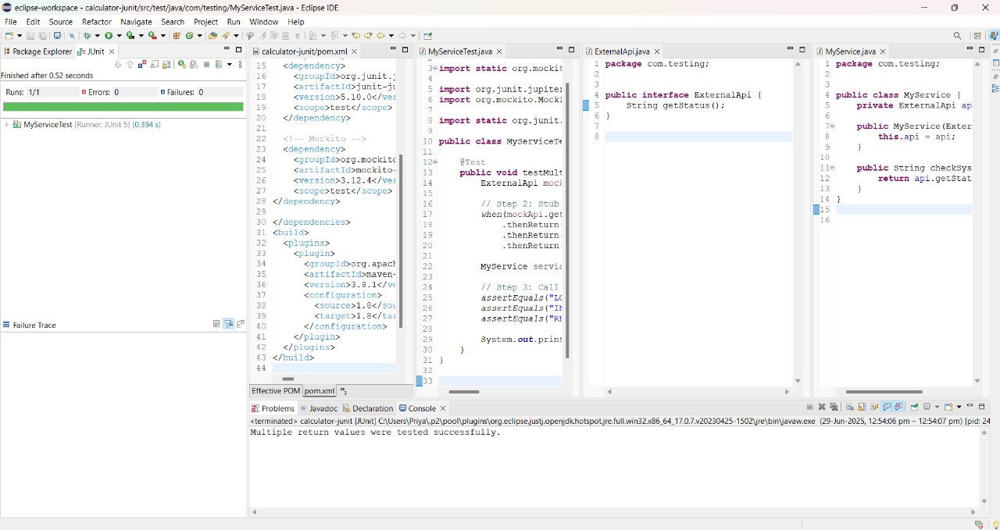 eclipse-workspace - calculator-junit/src/test/java/com/testing/MyServiceTest.java - Eclipse IDE
File Edit Source Refactor Navigate Search Project Run Window Help
Package Explorer JUnit
Finished after 0.52 seconds
Runs: 1/1 Errors: 0 Failures: 0
MyServiceTest [Runner: JUnit 5] (0.394 s)
Failure Trace
calculator-junit/pom.xml
15 <dependency>
16 <groupId>org.junit.j
17 <artifactId>junit-ju
18 <version>5.10.0</ver
19 <scope>test</scope>
20 </dependency>
21
22 <!-- Mockito -->
23 <dependency>
24 <groupId>org.mockito
25 <artifactId>mockito-
26 <version>3.12.4</ver
27 <scope>test</scope>
28 </dependency>
29
30 </dependencies>
31 <build>
32 <plugins>
33 <plugin>
34 <groupId>org.apach
35 <artifactId>maven-
36 <version>3.8.1</ve
37 <configuration>
38 <source>1.8</sou
39 <target>1.8</ta
40 </configuration>
41 </plugin>
42 </plugins>
43 </build>
44
Effective POM pom.xml »3
MyServiceTest.java
3 import static org.mockit
4
5 import org.junit.jupiter
6 import org.mockito.Mocki
7
8 import static org.junit.
9
10 public class MyServiceTe
11
12 @Test
13 public void testMult
14 ExternalApi mock
15
16 // Step 2: Stub
17 when(mockApi.get
18 .thenReturn
19 .thenReturn
20 .thenReturn
21
22 MyService servic
23
24 // Step 3: Call
25 assertEquals("LO
26 assertEquals("IN
27 assertEquals("RE
28
29 System.out.print
30 }
31 }
32
33
ExternalApi.java
1 package com.testing;
2
3
4 public interface ExternalApi {
5 String getStatus();
6 }
7
8
MyService.java
1 package com.testing;
2
3
4 public class MyService {
5 private ExternalApi ap
6
7 public MyService(Exter
8 this.api = api;
9 }
10
11 public String checkSys
12 return api.getStat
13 }
14 }
15
16
Problems Javadoc Declaration Console
<terminated> calculator-junit [JUnit] C:\Users\Priya\.p2\pool\plugins\org.eclipse.justj.openjdk.hotspot.jre.full.win32.x86_64_17.0.7.v20230425-1502\jre\bin\javaw.exe (29-Jun-2025, 12:54:06 pm – 12:54:07 pm) [pid: 24
Multiple return values were tested successfully.